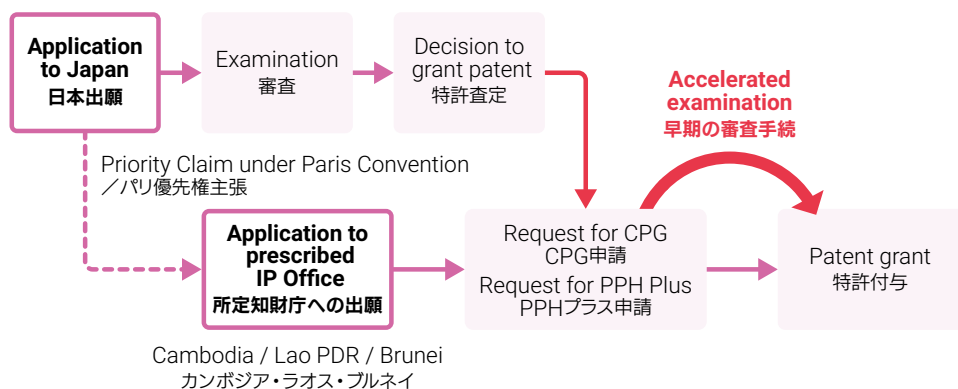 Application
to Japan
日本出願
Examination
審査
Decision to
grant patent
特許査定
Accelerated
examination
早期の審査手続
Priority Claim under Paris Convention
／パリ優先権主張
Application to
prescribed
IP Office
所定知財庁への出願
Request for CPG
CPG申請
Request for PPH Plus
PPHプラス申請
Patent grant
特許付与
Cambodia / Lao PDR / Brunei
カンボジア・ラオス・ブルネイ